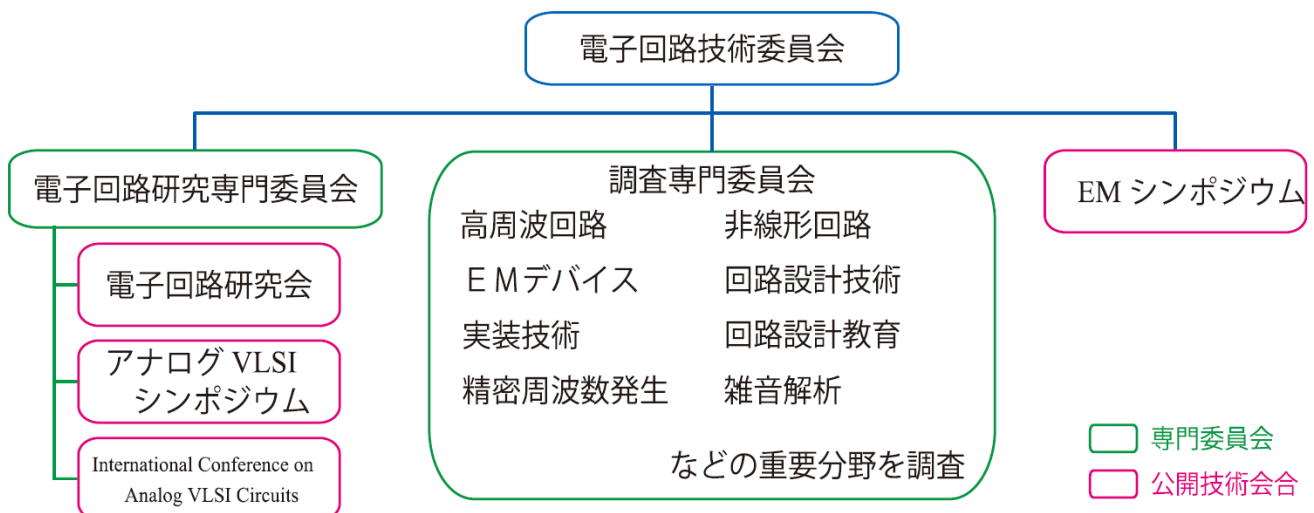 電子回路技術委員会
電子回路研究専門委員会
電子回路研究会
アナログ VLSI
シンポジウム
International Conference on
Analog VLSI Circuits
調査専門委員会
高周波回路 非線形回路
ＥＭデバイス 回路設計技術
実装技術 回路設計教育
精密周波数発生 雑音解析
などの重要分野を調査
EM シンポジウム
専門委員会
公開技術会合